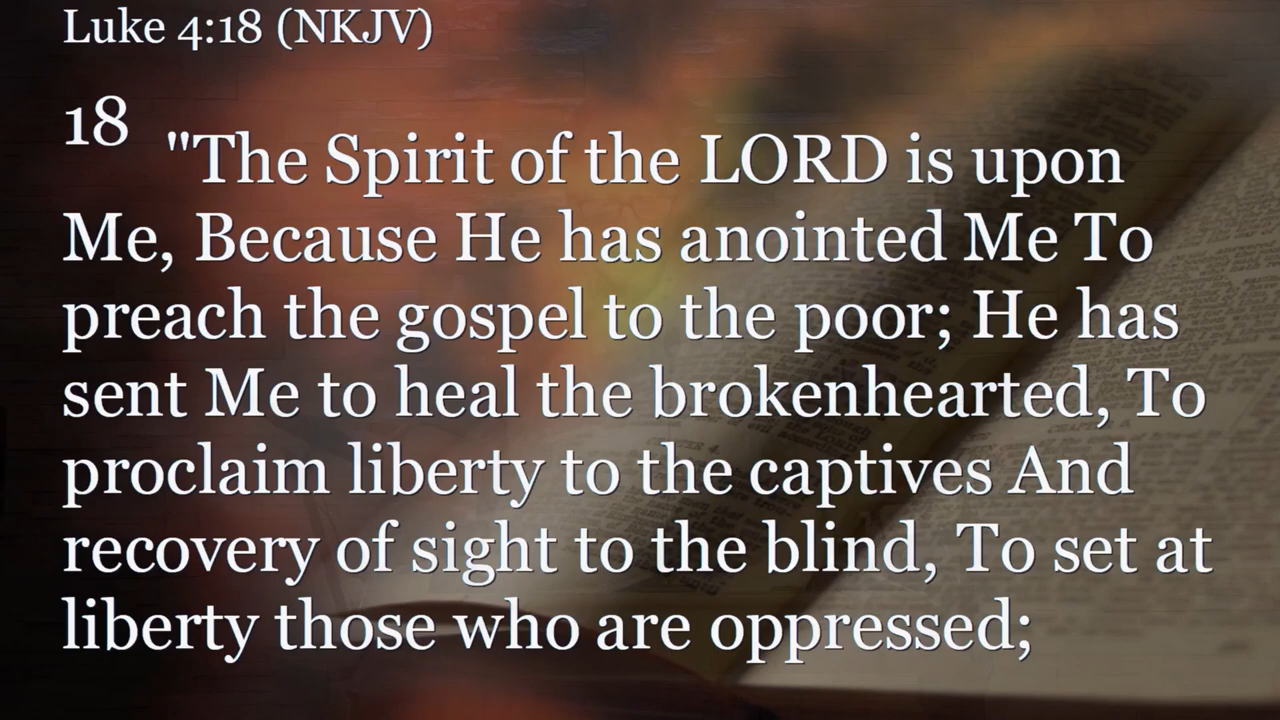 Luke 4:18 (NKJV)
18 "The Spirit of the LORD is upon
Me, Because He has anointed Me To
preach the gospel to the poor; He has
sent Me to heal the brokenhearted, To
proclaim liberty to the captives And
recovery of sight to the blind, To set at
liberty those who are oppressed;